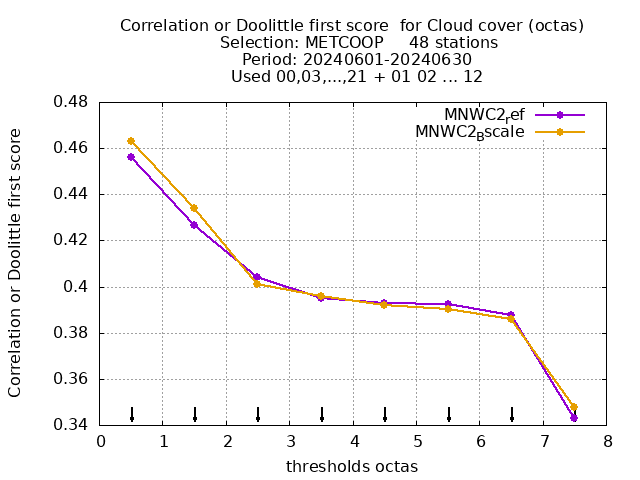 Correlation or Doolittle first score  for Cloud cover (octas)
Selection: METCOOP     48 stations
Period: 20240601-20240630
Used 00,03,...,21 + 01 02 ... 12
MNWC2ref
MNWC2Bscale
Correlation or Doolittle first score
0.48
0.46
0.44
0.42
0.4
0.38
0.36
0.34
0 1 2 3 4 5 6 7 8
thresholds octas